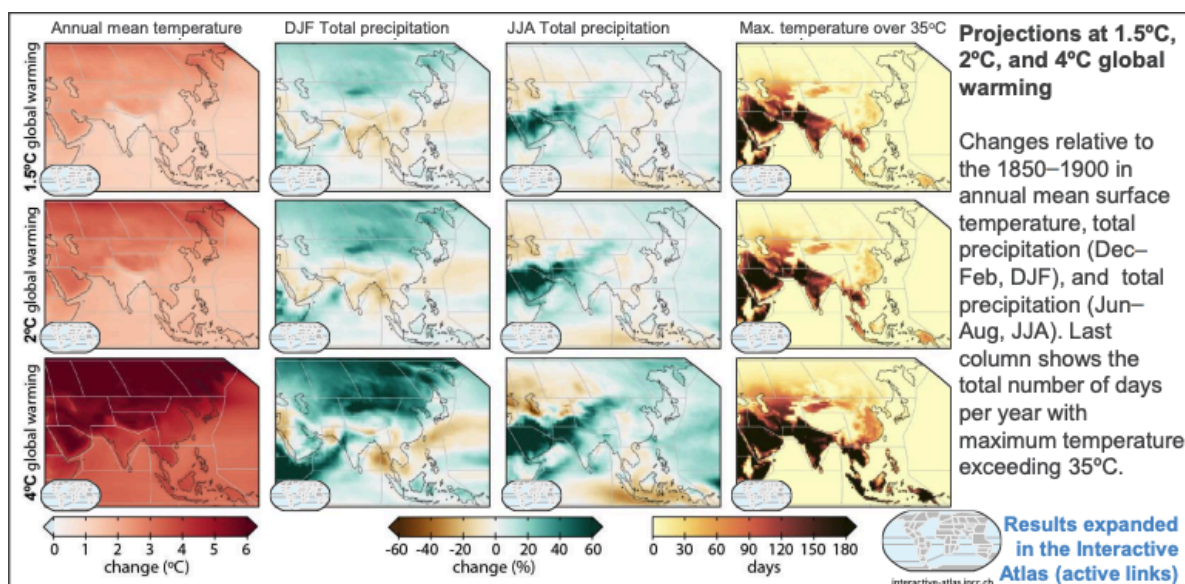 Annual mean temperature
DJF Total precipitation
JJA Total precipitation
Max. temperature over 35ºC
1.5ºC global warming
2ºC global warming
4ºC global warming
0 1 2 3 4 5 6
change (ºC)
-60 -40 -20 0 20 40 60
change (%)
0 30 60 90 120 150 180
days
Projections at 1.5ºC,
2ºC, and 4ºC global
warming
Changes relative to
the 1850–1900 in
annual mean surface
temperature, total
precipitation (Dec–
Feb, DJF), and total
precipitation (Jun–
Aug, JJA). Last
column shows the
total number of days
per year with
maximum temperature
exceeding 35ºC.
interactive-atlas.ipcc.ch
Results expanded
in the Interactive
Atlas (active links)